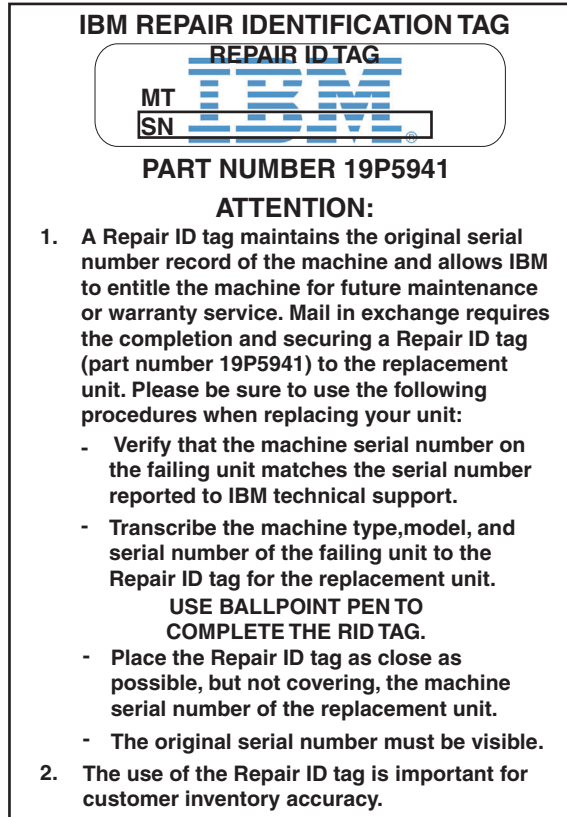 IBM REPAIR IDENTIFICATION TAG
REPAIR ID TAG
IBM®
MT
SN
PART NUMBER 19P5941
ATTENTION:
1. A Repair ID tag maintains the original serial
number record of the machine and allows IBM
to entitle the machine for future maintenance
or warranty service. Mail in exchange requires
the completion and securing a Repair ID tag
(part number 19P5941) to the replacement
unit. Please be sure to use the following
procedures when replacing your unit:
- Verify that the machine serial number on
the failing unit matches the serial number
reported to IBM technical support.
- Transcribe the machine type,model, and
serial number of the failing unit to the
Repair ID tag for the replacement unit.
USE BALLPOINT PEN TO
COMPLETE THE RID TAG.
- Place the Repair ID tag as close as
possible, but not covering, the machine
serial number of the replacement unit.
- The original serial number must be visible.
2. The use of the Repair ID tag is important for
customer inventory accuracy.